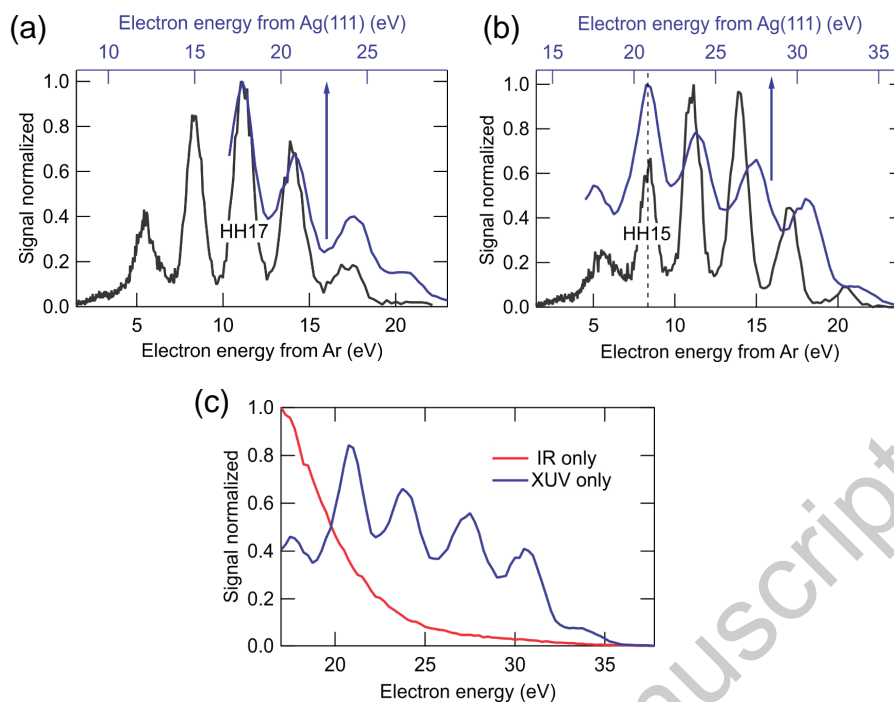 (a)
Electron energy from Ag(111) (eV)
10 15 20 25
1.0
0.8
0.6
0.4
0.2
0.0
Signal normalized
HH17
5 10 15 20
Electron energy from Ar (eV)
(b)
Electron energy from Ag(111) (eV)
15 20 25 30 35
1.0
0.8
0.6
0.4
0.2
0.0
Signal normalized
HH15
5 10 15 20
Electron energy from Ar (eV)
(c)
1.0
0.8
0.6
0.4
0.2
0.0
Signal normalized
IR only
XUV only
20 25 30 35
Electron energy (eV)